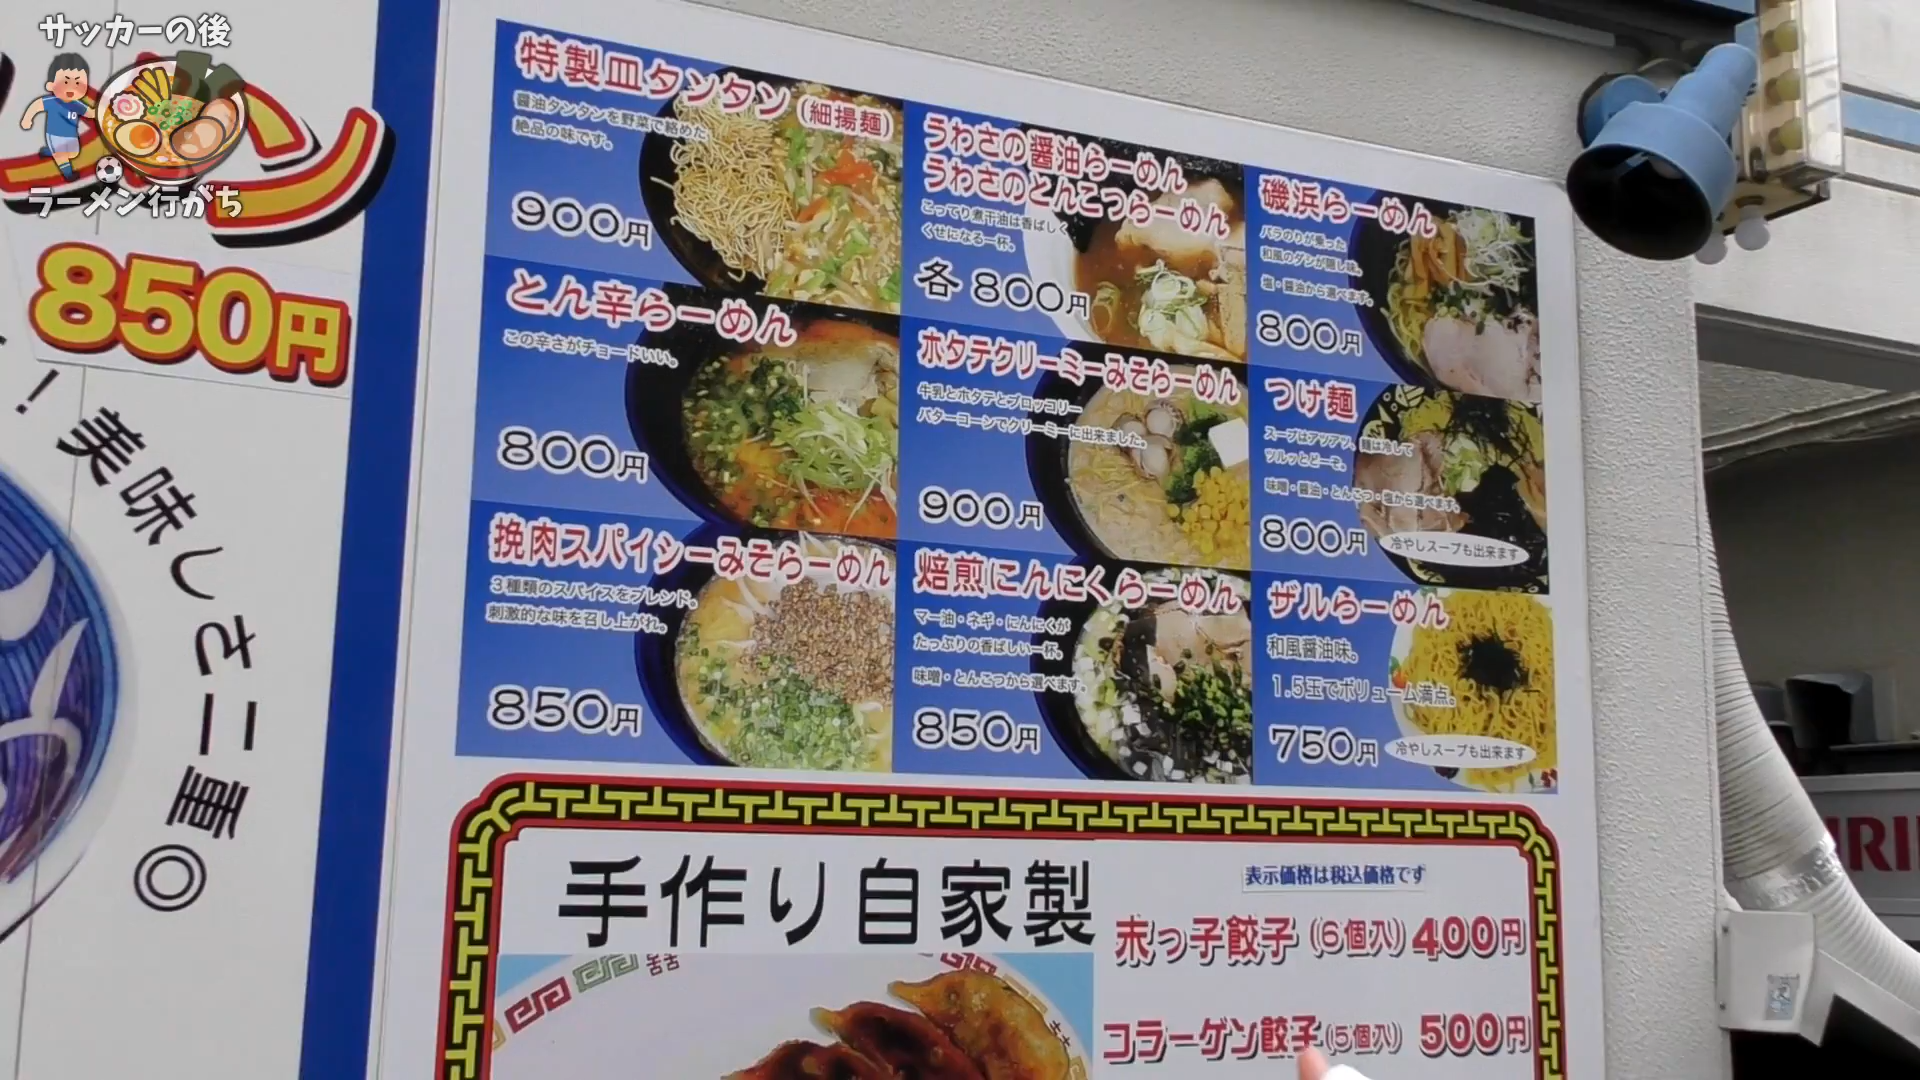 サッカーの後
ラーメン行がち
ン
850円
！美味しさ二重◎
特製皿タンタン(細揚麺)
醤油タンタンを野菜で絡めた
絶品の味です。
900円
うわさの醤油らーめん
うわさのとんこつらーめん
こってり煮干油は香ばしく
くせになる一杯。
各800円
磯浜らーめん
バラのりが乗った
和風のダシが隠し味。
塩・醤油から選べます。
800円
とん辛らーめん
この辛さがチョードいい。
800円
ホタテクリーミーみそらーめん
牛乳とホタテとブロッコリー
バターコーンでクリーミーに出来ました。
900円
つけ麺
スープはアツアツ、麺は冷して
ツルッとどーぞ。
味噌・醤油・とんこつ・塩から選べます。
800円
冷やしスープも出来ます
挽肉スパイシーみそらーめん
3種類のスパイスをブレンド。
刺激的な味を召し上がれ。
850円
焙煎にんにくらーめん
マー油・ネギ・にんにくが
たっぷりの香ばしい一杯。
味噌・とんこつから選べます。
850円
ザルらーめん
和風醤油味。
1.5玉でボリューム満点。
750円
冷やしスープも出来ます
手作り自家製
表示価格は税込価格です
末っ子餃子(6個入)400円
コラーゲン餃子(5個入)500円
IRI